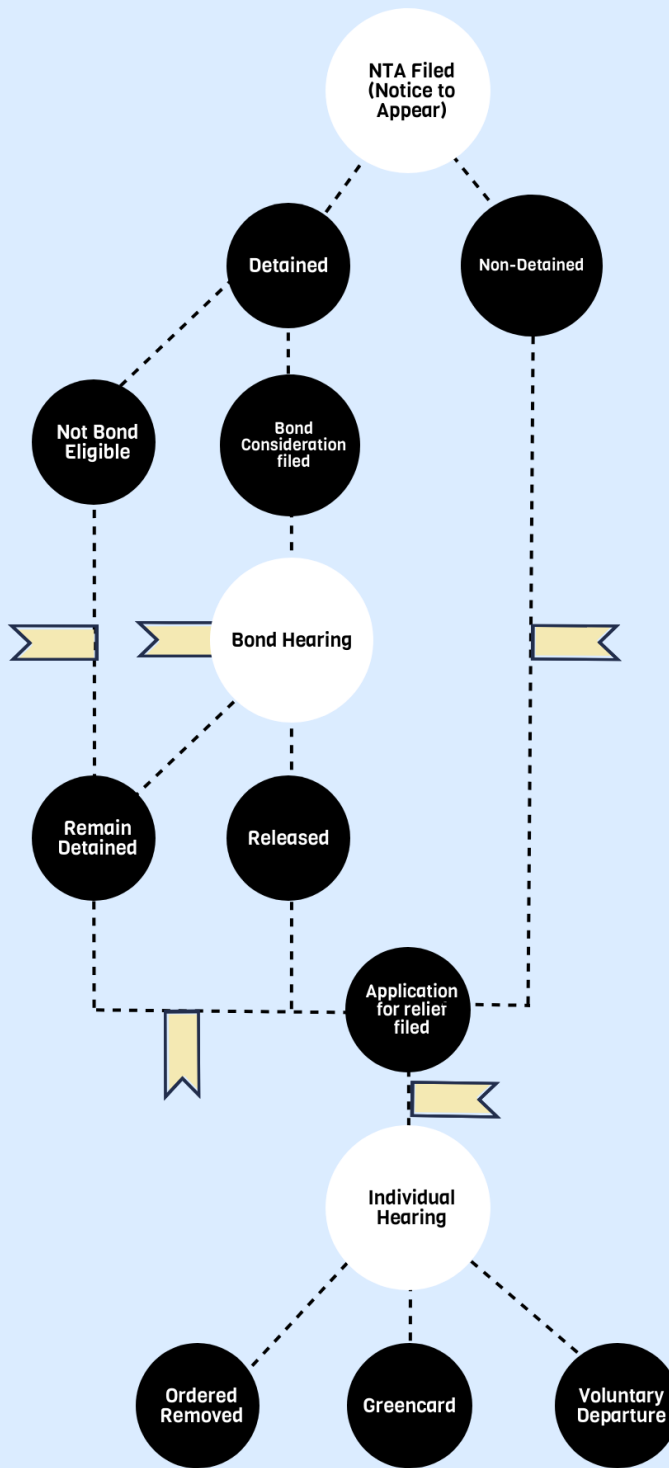 NTA Filed
(Notice to
Appear)
Detained
Non-Detained
Not Bond
Eligible
Bond
Consideration
filed
Bond Hearing
Remain
Detained
Released
Application
for relief
filed
Individual
Hearing
Ordered
Removed
Greencard
Voluntary
Departure